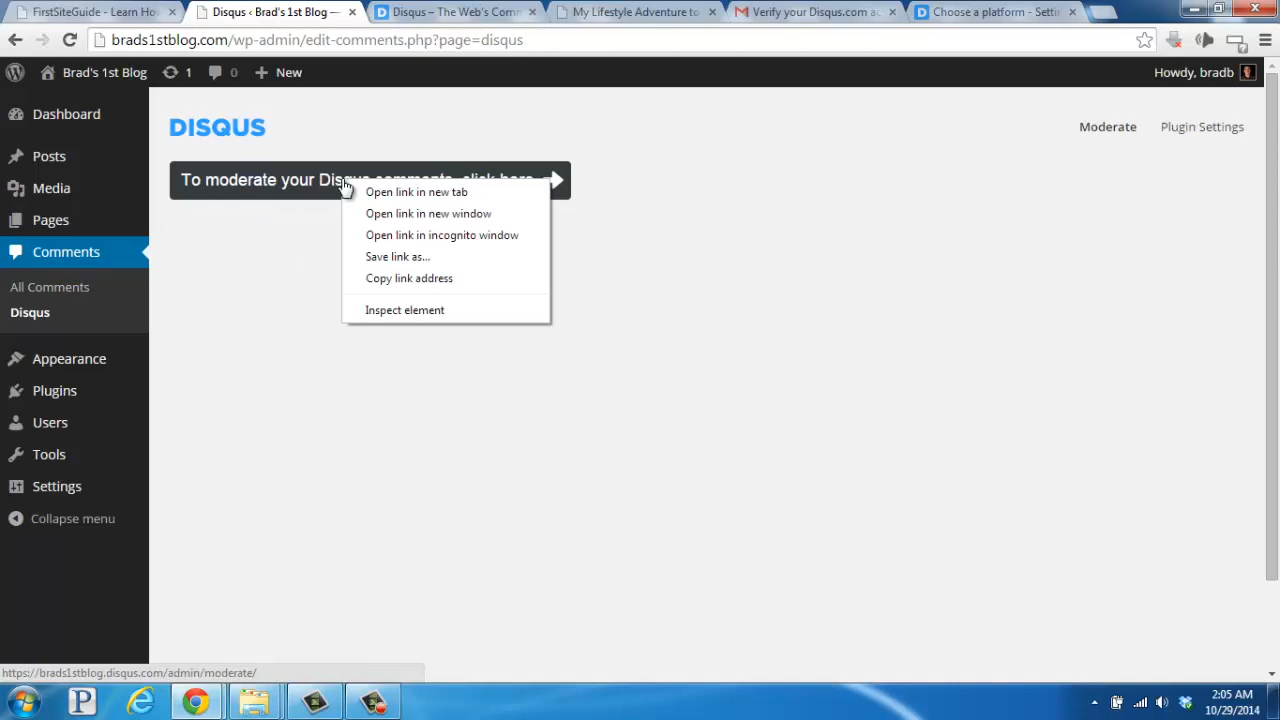 FirstSiteGuide - Learn Ho
Disqus ‹ Brad's 1st Blog —
Disqus – The Web's Comm
My Lifestyle Adventure to
Verify your Disqus.com ac
Choose a platform - Setti
brads1stblog.com/wp-admin/edit-comments.php?page=disqus
Brad's 1st Blog
1
0
New
Howdy, bradb
Dashboard
Posts
Media
Pages
Comments
All Comments
Disqus
Appearance
Plugins
Users
Tools
Settings
Collapse menu
DISQUS
Moderate
Plugin Settings
To moderate your Disqus comments, click here
Open link in new tab
Open link in new window
Open link in incognito window
Save link as...
Copy link address
Inspect element
https://brads1stblog.disqus.com/admin/moderate/
2:05 AM
10/29/2014